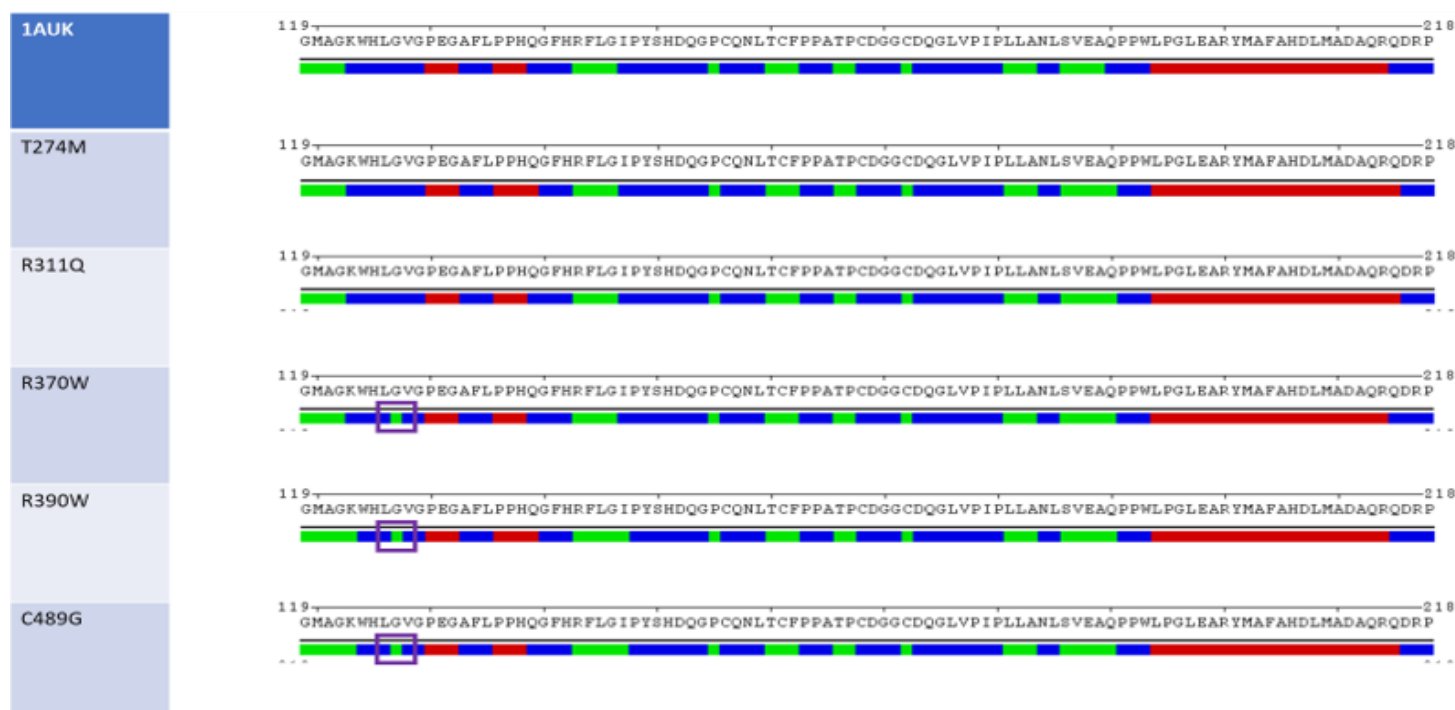 1AUK
119 218
GMAGKWHLGVGPEGAFLPPHQGFHRFLGIPYSHDQGPCQNLTCFPPATPCDGGCDQGLVPIPLLANLSVEAQPPWLPGLEARYMAFAHDLMADAQRQDRP
T274M
119 218
GMAGKWHLGVGPEGAFLPPHQGFHRFLGIPYSHDQGPCQNLTCFPPATPCDGGCDQGLVPIPLLANLSVEAQPPWLPGLEARYMAFAHDLMADAQRQDRP
R311Q
119 218
GMAGKWHLGVGPEGAFLPPHQGFHRFLGIPYSHDQGPCQNLTCFPPATPCDGGCDQGLVPIPLLANLSVEAQPPWLPGLEARYMAFAHDLMADAQRQDRP
R370W
119 218
GMAGKWHLGVGPEGAFLPPHQGFHRFLGIPYSHDQGPCQNLTCFPPATPCDGGCDQGLVPIPLLANLSVEAQPPWLPGLEARYMAFAHDLMADAQRQDRP
R390W
119 218
GMAGKWHLGVGPEGAFLPPHQGFHRFLGIPYSHDQGPCQNLTCFPPATPCDGGCDQGLVPIPLLANLSVEAQPPWLPGLEARYMAFAHDLMADAQRQDRP
C489G
119 218
GMAGKWHLGVGPEGAFLPPHQGFHRFLGIPYSHDQGPCQNLTCFPPATPCDGGCDQGLVPIPLLANLSVEAQPPWLPGLEARYMAFAHDLMADAQRQDRP